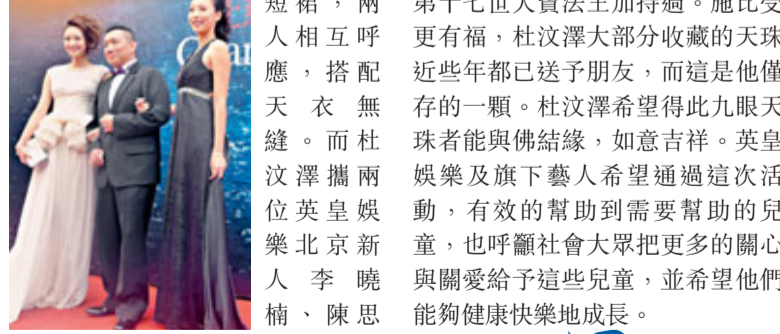 短裙，兩
人相互呼
應，搭配
天衣無
縫。而杜
汶澤攜兩
位英皇娛
樂北京新
人李曉
楠、陳思
第十七世大寶法王加持過。施比受
更有福，杜汶澤大部分收藏的天珠
近些年都已送予朋友，而這是他僅
存的一顆。杜汶澤希望得此九眼天
珠者能與佛結緣，如意吉祥。英皇
娛樂及旗下藝人希望通過這次活
動，有效的幫助到需要幫助的兒
童，也呼籲社會大眾把更多的關心
與關愛給予這些兒童，並希望他們
能夠健康快樂地成長。